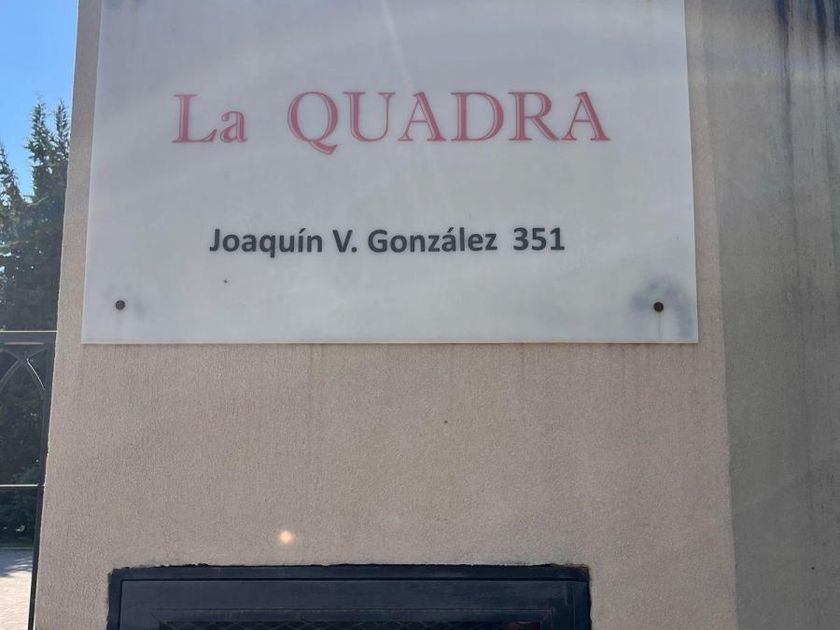 La QUADRA
Joaquín V. González 351